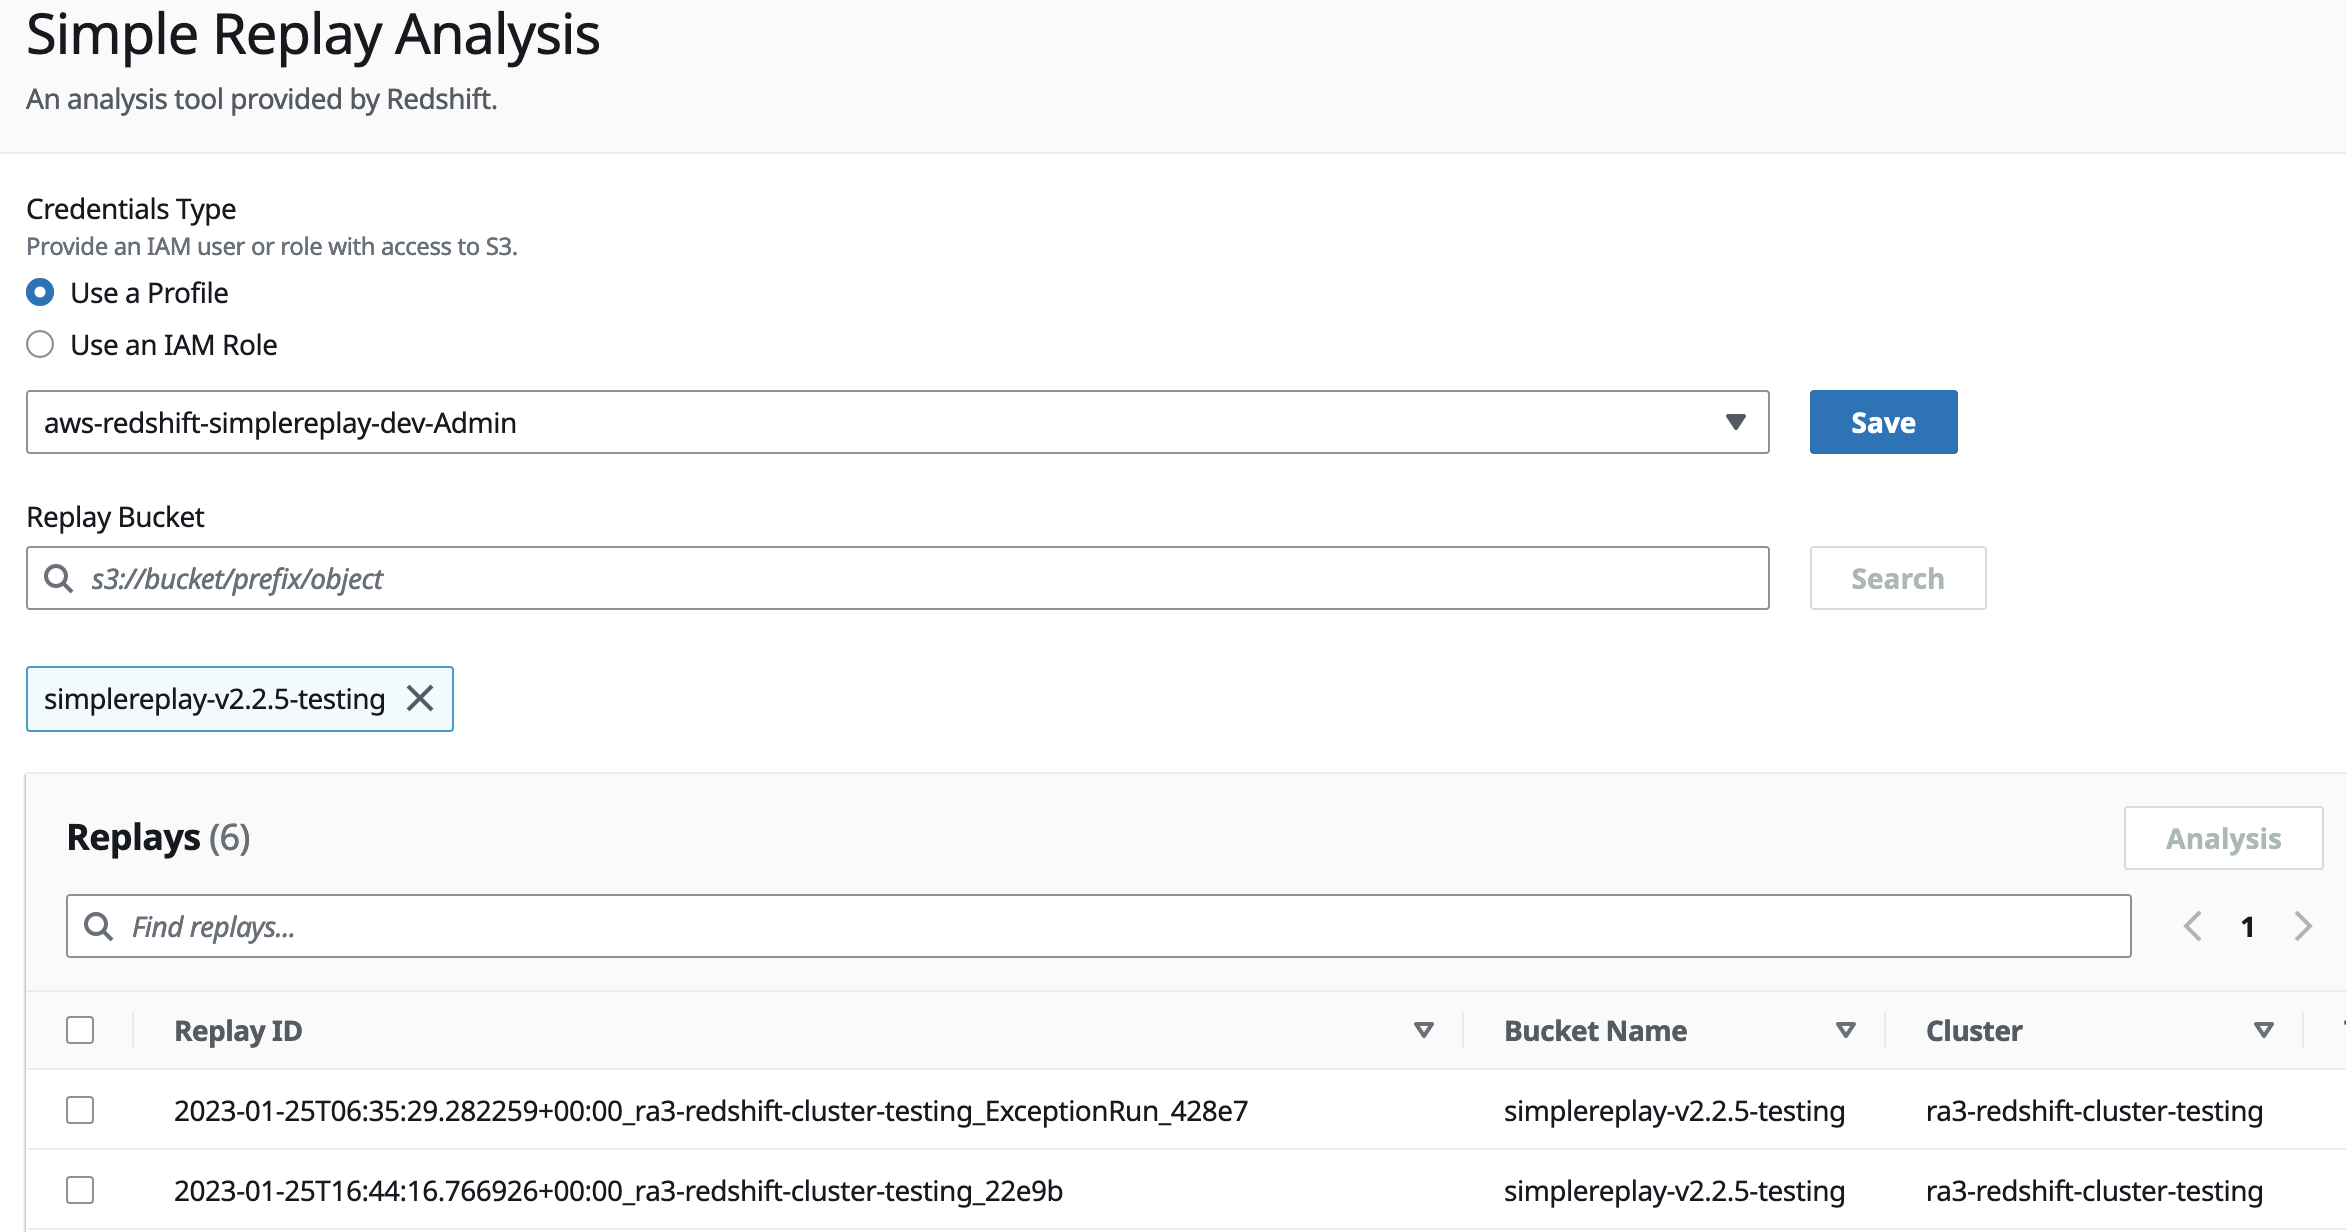 Simple Replay Analysis
An analysis tool provided by Redshift.
Credentials Type
Provide an IAM user or role with access to S3.
Use a Profile
Use an IAM Role
aws-redshift-simplereplay-dev-Admin
Save
Replay Bucket
s3://bucket/prefix/object
Search
simplereplay-v2.2.5-testing
Replays (6)
Analysis
Find replays...
1
Replay ID Bucket Name Cluster
2023-01-25T06:35:29.282259+00:00_ra3-redshift-cluster-testing_ExceptionRun_428e7 simplereplay-v2.2.5-testing ra3-redshift-cluster-testing
2023-01-25T16:44:16.766926+00:00_ra3-redshift-cluster-testing_22e9b simplereplay-v2.2.5-testing ra3-redshift-cluster-testing